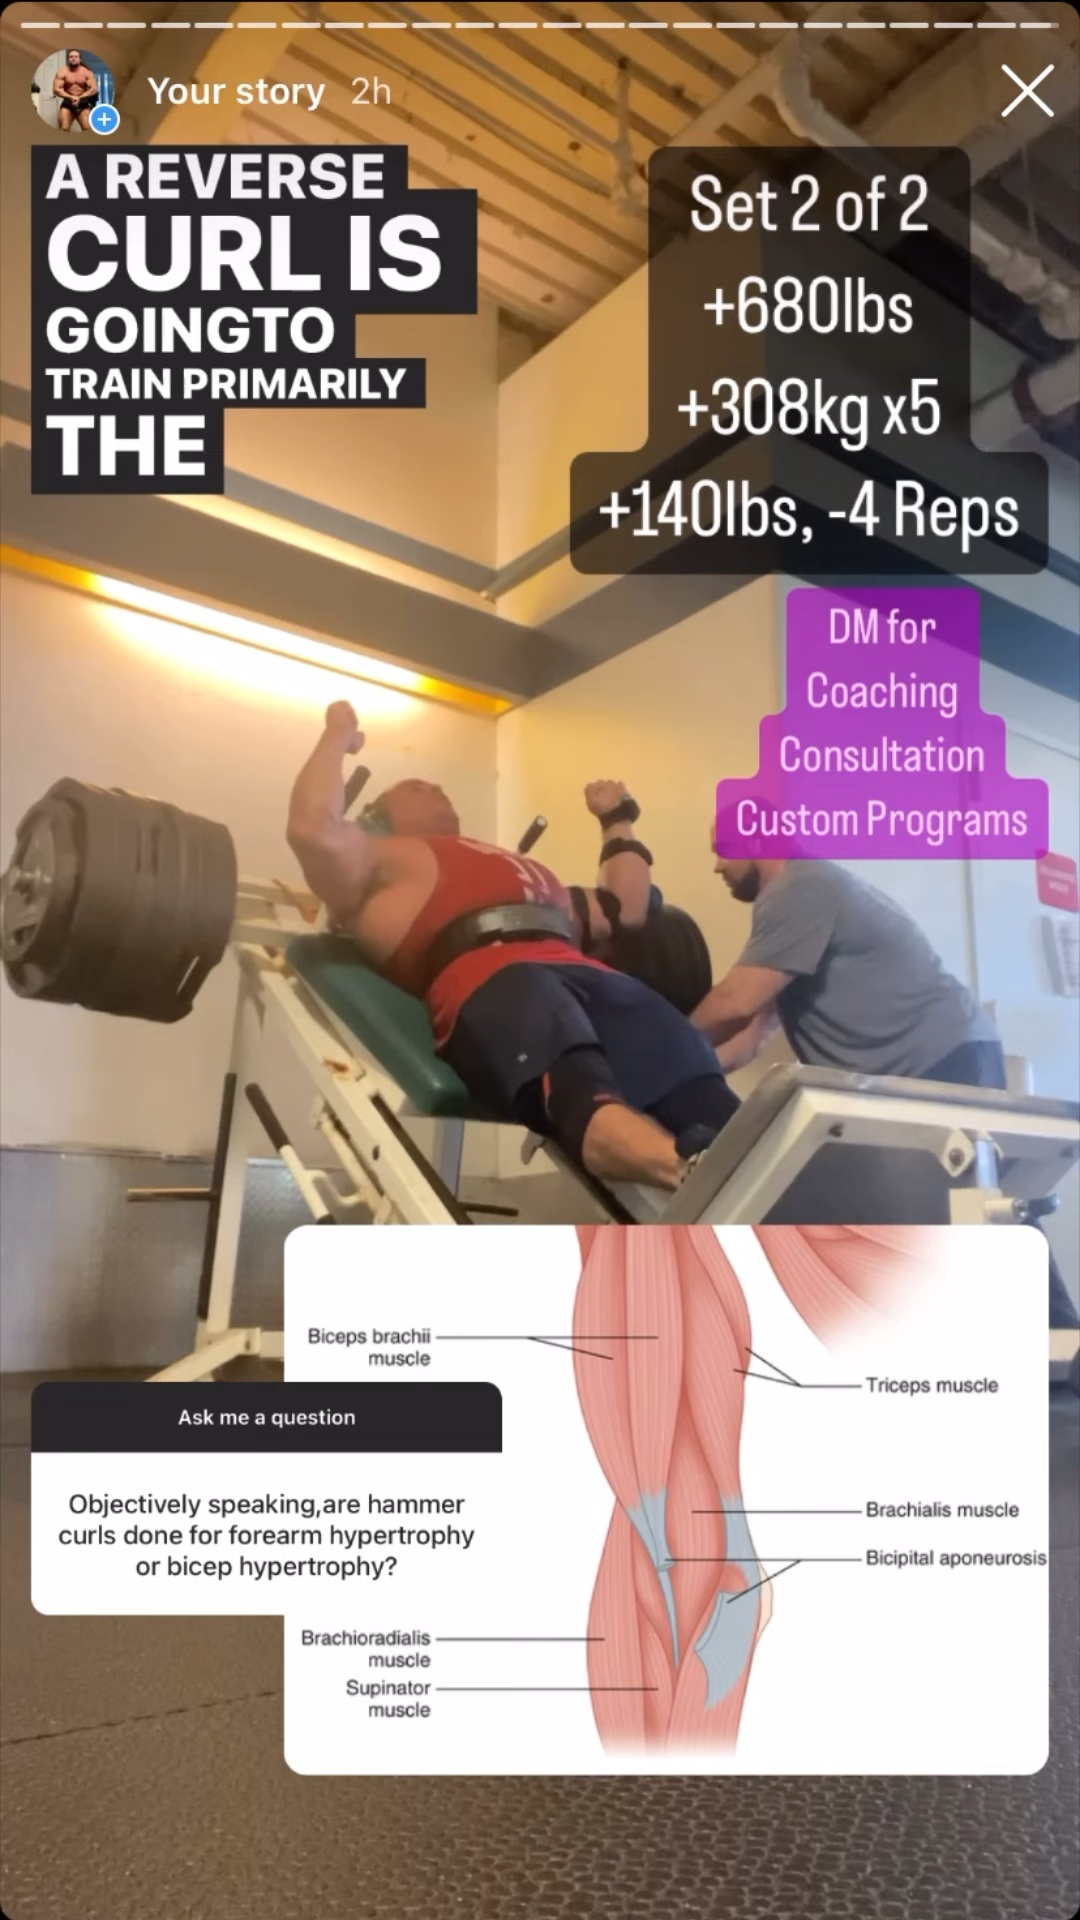 Your story 2h
A REVERSE
CURL IS
GOINGTO
TRAIN PRIMARILY
THE
Set 2 of 2
+680lbs
+308kg x5
+140lbs, -4 Reps
DM for
Coaching
Consultation
Custom Programs
Biceps brachii
muscle
Triceps muscle
Ask me a question
Objectively speaking,are hammer
curls done for forearm hypertrophy
or bicep hypertrophy?
Brachialis muscle
Bicipital aponeurosis
Brachioradialis
muscle
Supinator
muscle